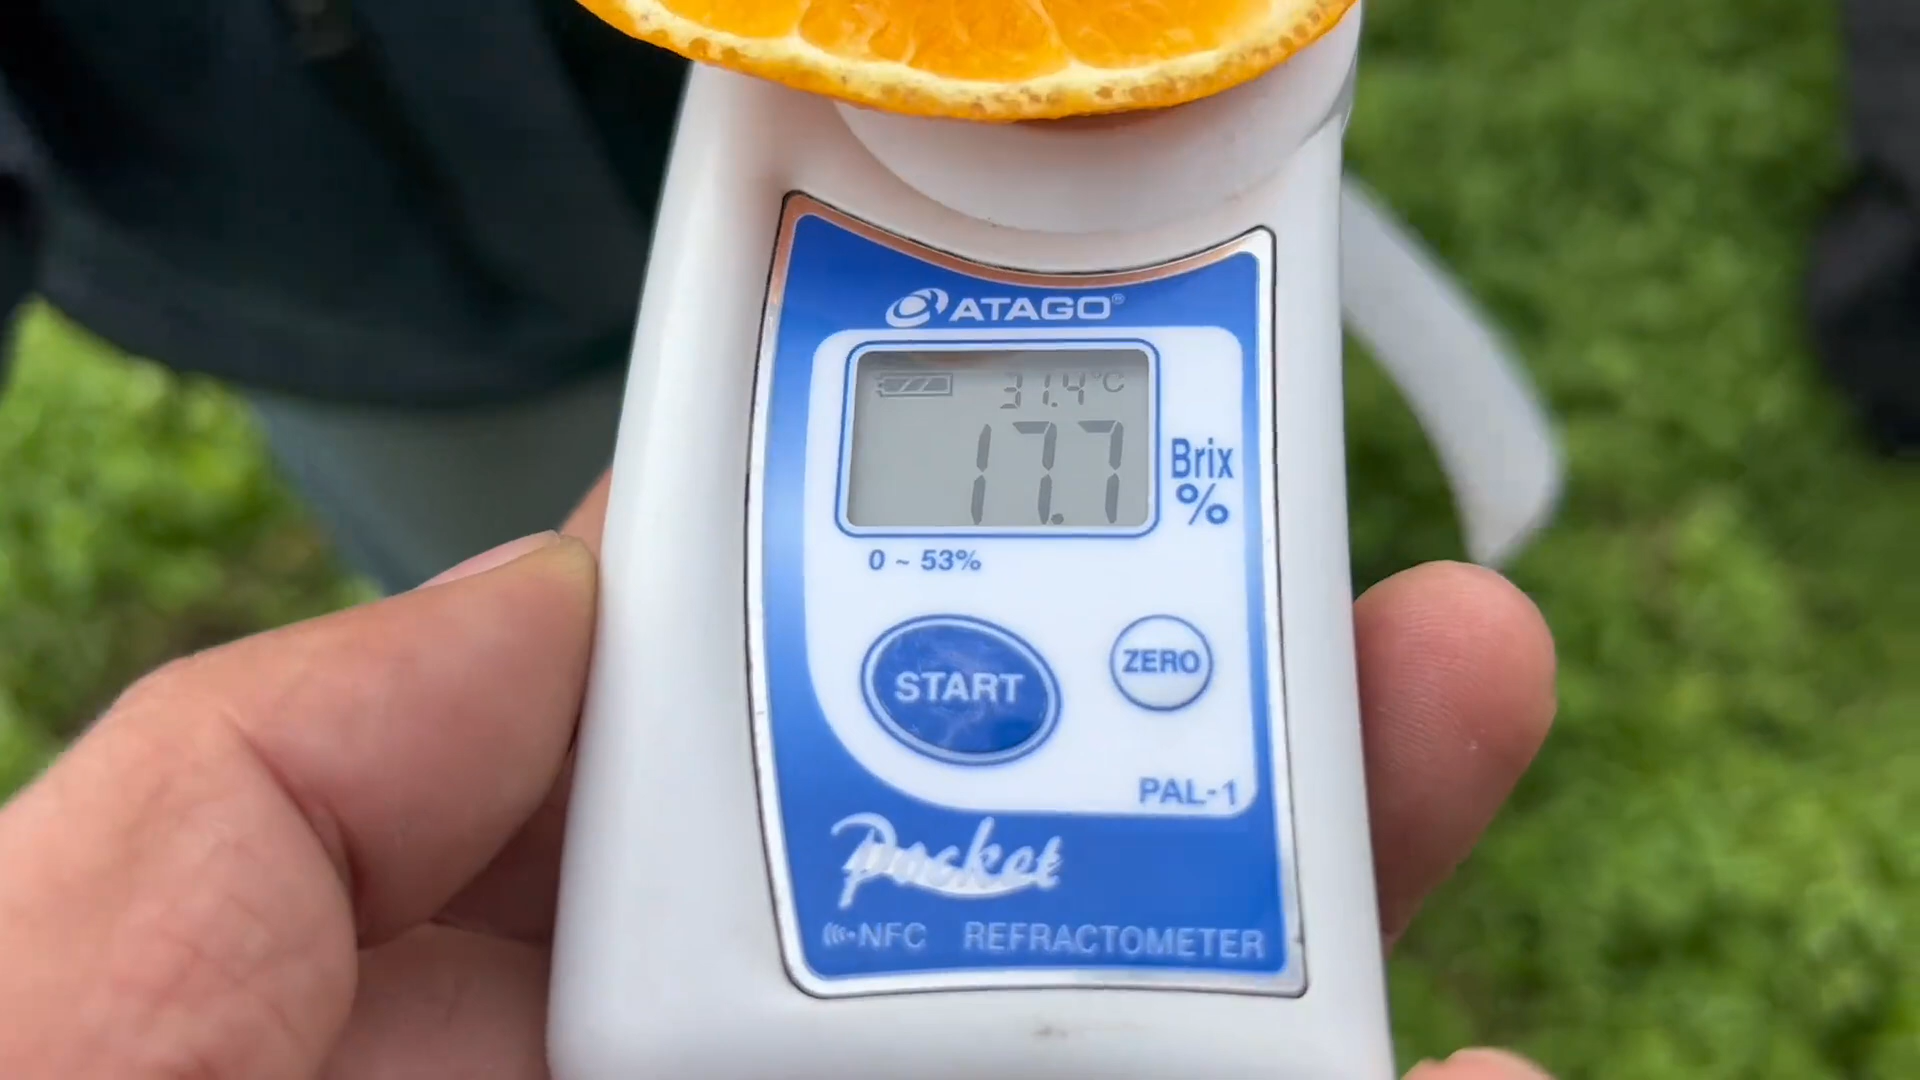 ATAGO®
31.4°C
17.7
Brix
%
0 ~ 53%
START
ZERO
PAL-1
Pocket
NFC REFRACTOMETER